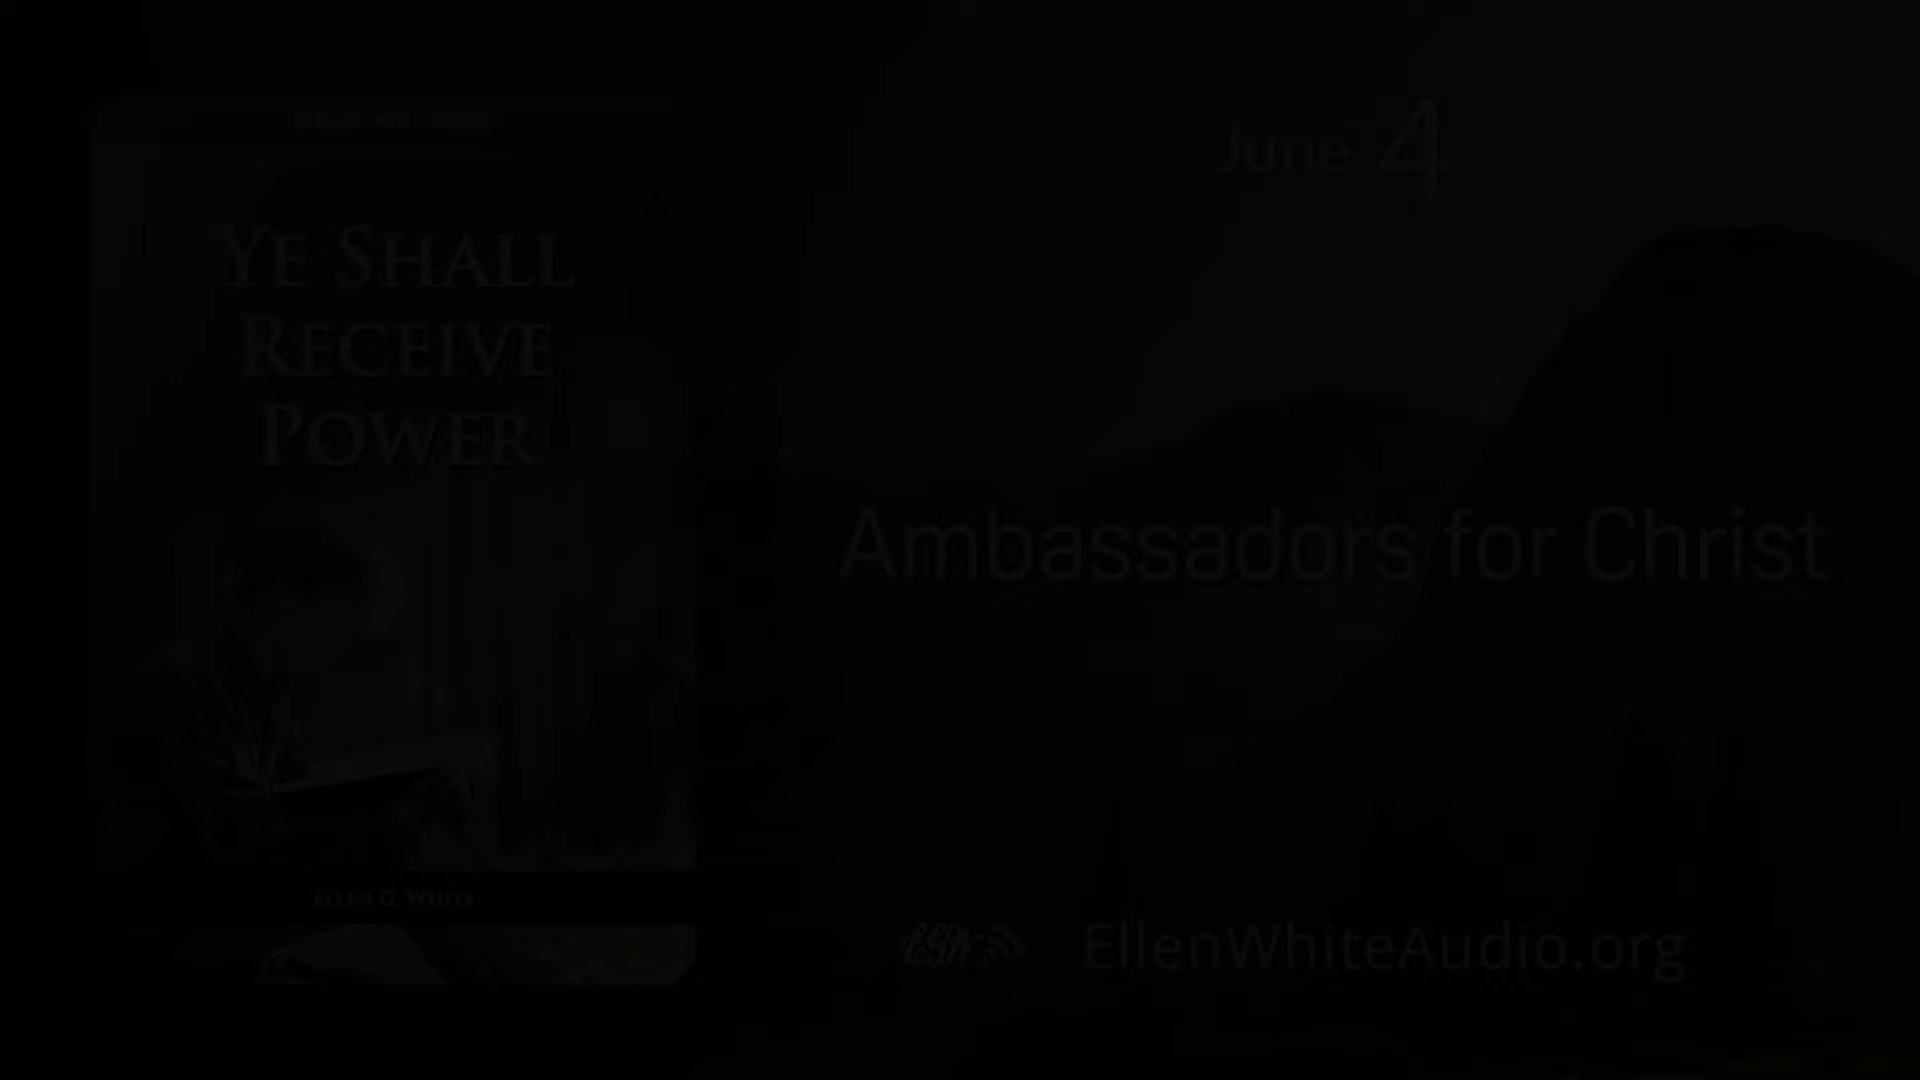 YE SHALL
RECEIVE
POWER
ELLEN G. WHITE
June 4
Ambassadors for Christ
EllenWhiteAudio.org